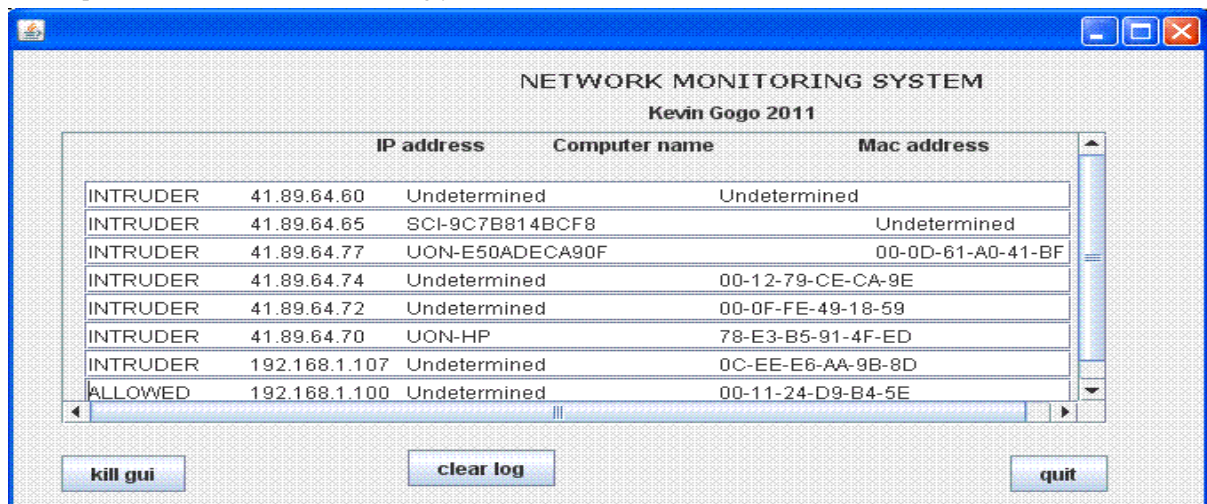 NETWORK MONITORING SYSTEM
Kevin Gogo 2011
IP address Computer name Mac address
INTRUDER 41.89.64.60 Undetermined Undetermined
INTRUDER 41.89.64.65 SCI-9C7B814BCF8 Undetermined
INTRUDER 41.89.64.77 UON-E50ADECA90F 00-0D-61-A0-41-BF
INTRUDER 41.89.64.74 Undetermined 00-12-79-CE-CA-9E
INTRUDER 41.89.64.72 Undetermined 00-0F-FE-49-18-59
INTRUDER 41.89.64.70 UON-HP 78-E3-B5-91-4F-ED
INTRUDER 192.168.1.107 Undetermined 0C-EE-E6-AA-9B-8D
ALLOWED 192.168.1.100 Undetermined 00-11-24-D9-B4-5E
kill gui clear log quit